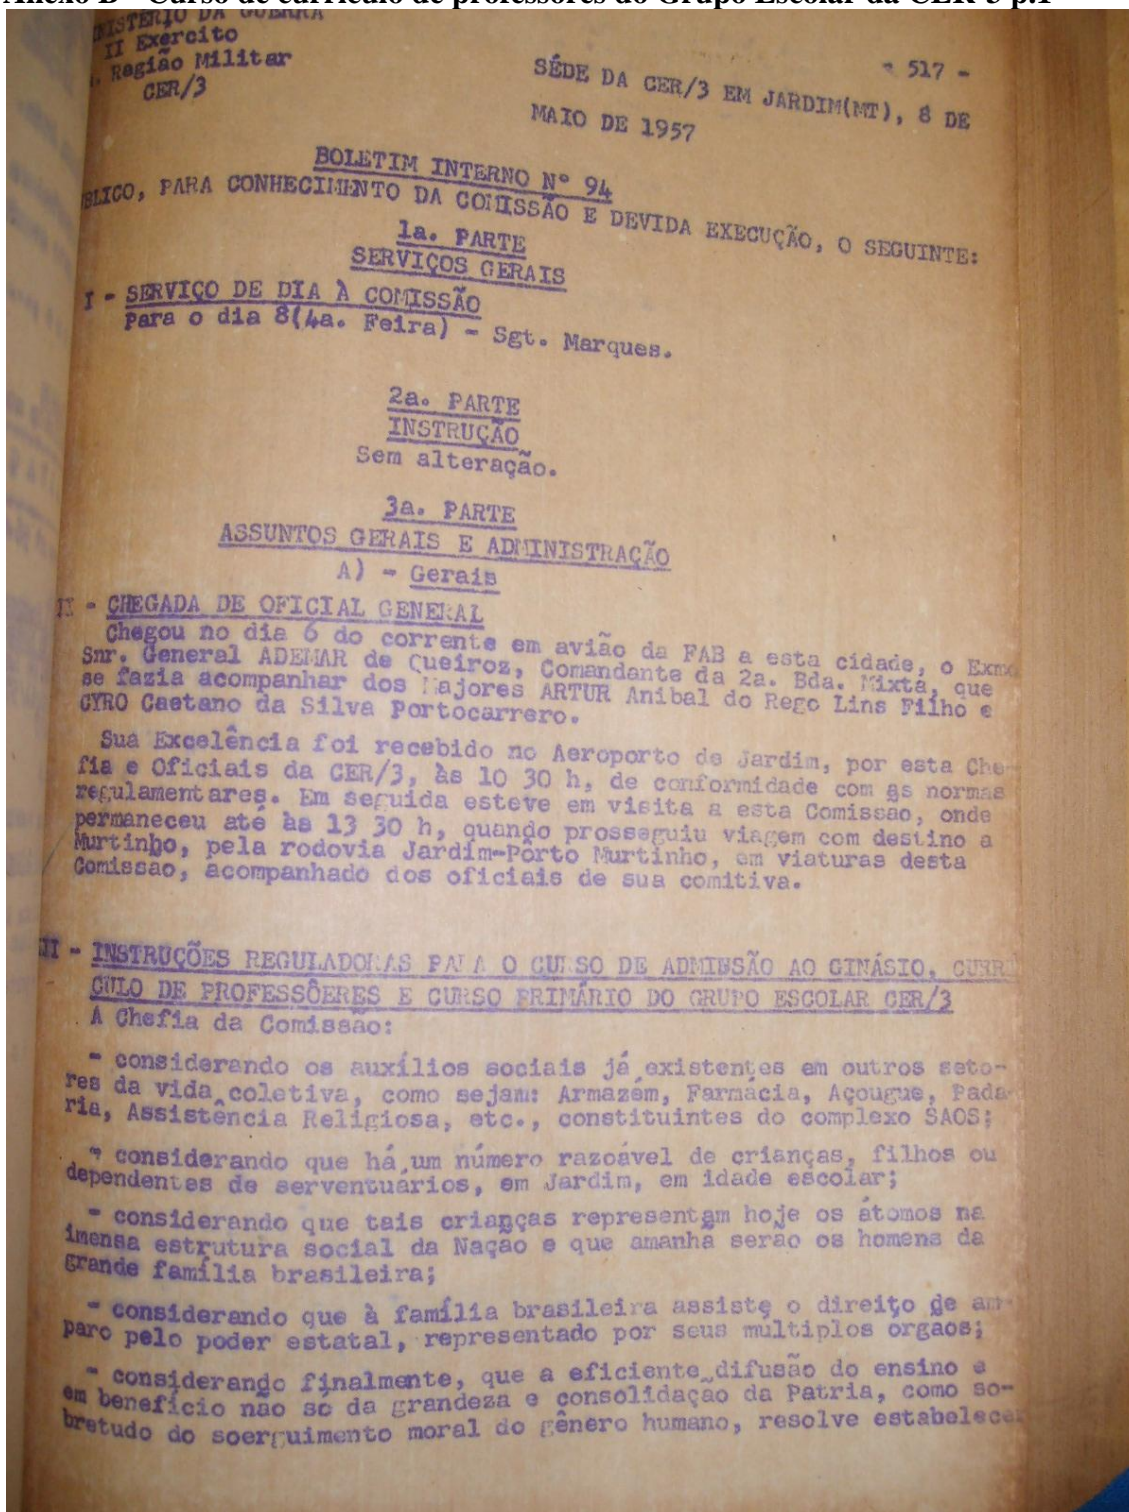 Anexo B - Curso de currículo de professores do Grupo Escolar da CER-3 p.1
NISTÉRIO DA GUERRA
II Exercito
. Região Militar
CER/3
- 517 -
SÉDE DA CER/3 EM JARDIM(MT), 8 DE
MAIO DE 1957
BOLETIM INTERNO Nº 94
BLICO, PARA CONHECIMENTO DA COMISSÃO E DEVIDA EXECUÇÃO, O SEGUINTE:
1a. PARTE
SERVIÇOS GERAIS
I - SERVIÇO DE DIA À COMISSÃO
Para o dia 8(4a. Feira) - Sgt. Marques.
2a. PARTE
INSTRUÇÃO
Sem alteração.
3a. PARTE
ASSUNTOS GERAIS E ADMINISTRAÇÃO
A) - Gerais
II - CHEGADA DE OFICIAL GENERAL
Chegou no dia 6 do corrente em avião da FAB a esta cidade, o Exmo
Snr. General ADEMAR de Queiroz, Comandante da 2a. Bda. Mixta, que
se fazia acompanhar dos Majores ARTUR Anibal do Rego Lins Filho e
CYRO Caetano da Silva Portocarrero.
Sua Excelência foi recebido no Aeroporto de Jardim, por esta Che-
fia e Oficiais da CER/3, às 10 30 h, de conformidade com as normas
regulamentares. Em seguida esteve em visita a esta Comissão, onde
permaneceu até às 13 30 h, quando prosseguiu viagem com destino a
Murtinho, pela rodovia Jardim-Pôrto Murtinho, em viaturas desta
Comissão, acompanhado dos oficiais de sua comitiva.
II - INSTRUÇÕES REGULADORAS PARA O CURSO DE ADMISSÃO AO GINÁSIO, CURR
CULO DE PROFESSÔERES E CURSO PRIMÁRIO DO GRUPO ESCOLAR CER/3
A Chefia da Comissão:
- considerando os auxílios sociais já existentes em outros seto-
res da vida coletiva, como sejam: Armazém, Farmácia, Açougue, Pada-
ria, Assistência Religiosa, etc., constituintes do complexo SAOS;
- considerando que há um número razoável de crianças, filhos ou
dependentes de serventuários, em Jardim, em idade escolar;
- considerando que tais crianças representam hoje os átomos na
imensa estrutura social da Nação e que amanhã serão os homens da
grande família brasileira;
- considerando que à família brasileira assiste o direito de am-
paro pelo poder estatal, representado por seus múltiplos orgãos;
- considerando finalmente, que a eficiente difusão do ensino e
em benefício não só da grandeza e consolidação da Patria, como so-
bretudo do soerguimento moral do gênero humano, resolve estabelecer